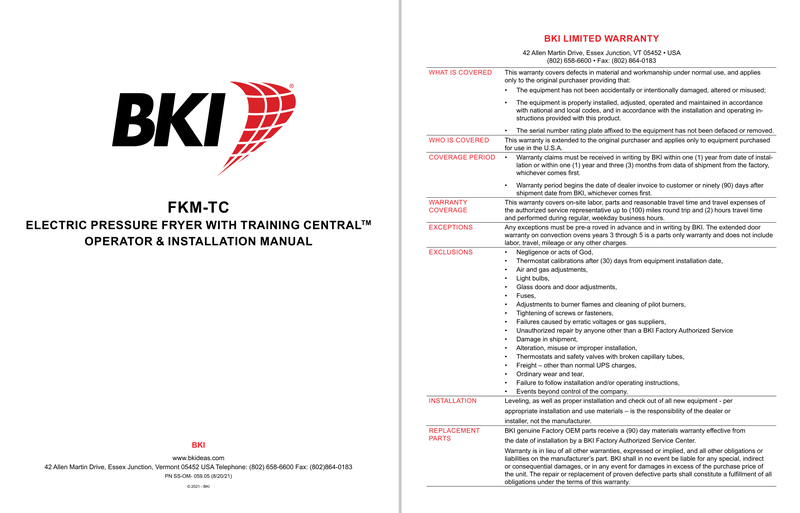 BKI®
FKM-TC
ELECTRIC PRESSURE FRYER WITH TRAINING CENTRAL™
OPERATOR & INSTALLATION MANUAL
BKI
www.bkideas.com
42 Allen Martin Drive, Essex Junction, Vermont 05452 USA Telephone: (802) 658-6600 Fax: (802)864-0183
PN SS-OM- 059.05 (8/20/21)
© 2021 - BKI
BKI LIMITED WARRANTY
42 Allen Martin Drive, Essex Junction, VT 05452 • USA
(802) 658-6600 • Fax: (802) 864-0183
WHAT IS COVERED
This warranty covers defects in material and workmanship under normal use, and applies
only to the original purchaser providing that:
• The equipment has not been accidentally or intentionally damaged, altered or misused;
• The equipment is properly installed, adjusted, operated and maintained in accordance
with national and local codes, and in accordance with the installation and operating in-
structions provided with this product.
• The serial number rating plate affixed to the equipment has not been defaced or removed.
WHO IS COVERED
This warranty is extended to the original purchaser and applies only to equipment purchased
for use in the U.S.A.
COVERAGE PERIOD
• Warranty claims must be received in writing by BKI within one (1) year from date of instal-
lation or within one (1) year and three (3) months from data of shipment from the factory,
whichever comes first.
• Warranty period begins the date of dealer invoice to customer or ninety (90) days after
shipment date from BKI, whichever comes first.
WARRANTY
COVERAGE
This warranty covers on-site labor, parts and reasonable travel time and travel expenses of
the authorized service representative up to (100) miles round trip and (2) hours travel time
and performed during regular, weekday business hours.
EXCEPTIONS
Any exceptions must be pre-a roved in advance and in writing by BKI. The extended door
warranty on convection ovens years 3 through 5 is a parts only warranty and does not include
labor, travel, mileage or any other charges.
EXCLUSIONS
• Negligence or acts of God,
• Thermostat calibrations after (30) days from equipment installation date,
• Air and gas adjustments,
• Light bulbs,
• Glass doors and door adjustments,
• Fuses,
• Adjustments to burner flames and cleaning of pilot burners,
• Tightening of screws or fasteners,
• Failures caused by erratic voltages or gas suppliers,
• Unauthorized repair by anyone other than a BKI Factory Authorized Service
• Damage in shipment,
• Alteration, misuse or improper installation,
• Thermostats and safety valves with broken capillary tubes,
• Freight – other than normal UPS charges,
• Ordinary wear and tear,
• Failure to follow installation and/or operating instructions,
• Events beyond control of the company.
INSTALLATION
Leveling, as well as proper installation and check out of all new equipment - per
appropriate installation and use materials – is the responsibility of the dealer or
installer, not the manufacturer.
REPLACEMENT
PARTS
BKI genuine Factory OEM parts receive a (90) day materials warranty effective from
the date of installation by a BKI Factory Authorized Service Center.
Warranty is in lieu of all other warranties, expressed or implied, and all other obligations or
liabilities on the manufacturer's part. BKI shall in no event be liable for any special, indirect
or consequential damages, or in any event for damages in excess of the purchase price of
the unit. The repair or replacement of proven defective parts shall constitute a fulfillment of all
obligations under the terms of this warranty.